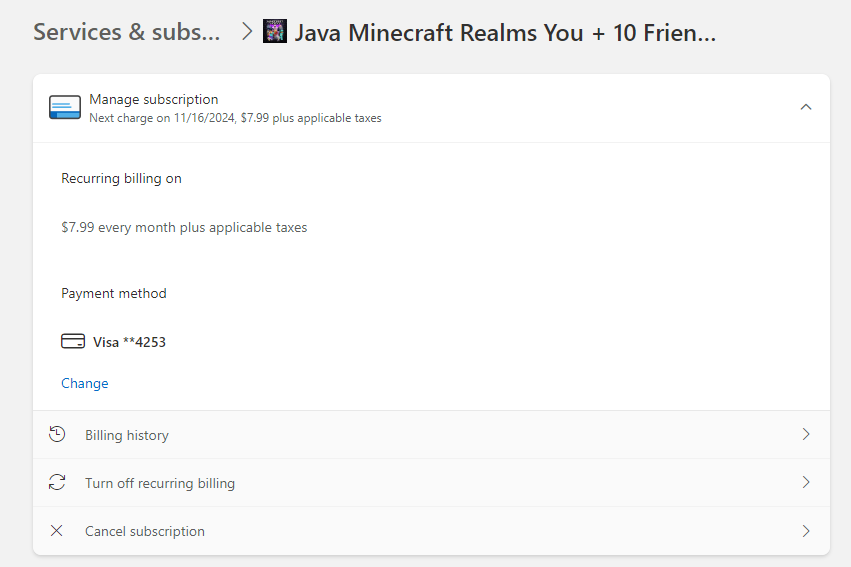 Services & subs... > Java Minecraft Realms You + 10 Frien...
Manage subscription
Next charge on 11/16/2024, $7.99 plus applicable taxes
Recurring billing on
$7.99 every month plus applicable taxes
Payment method
Visa **4253
Change
Billing history
Turn off recurring billing
Cancel subscription